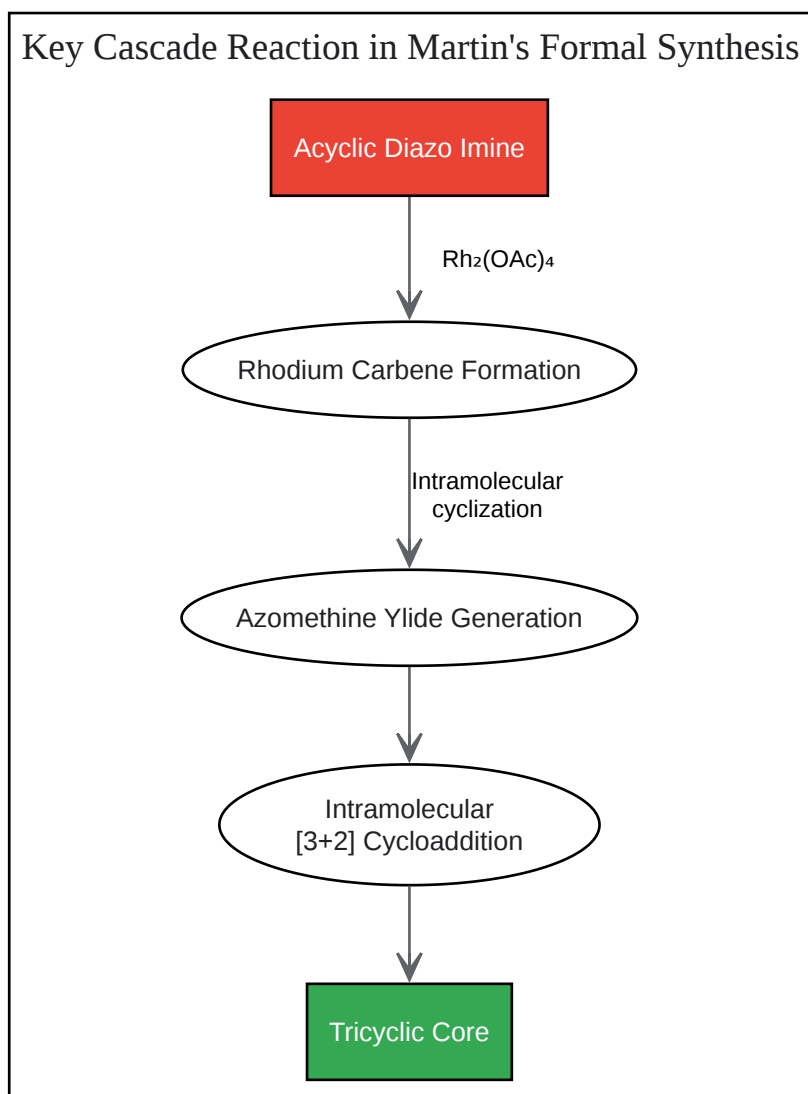 Key Cascade Reaction in Martin's Formal Synthesis
Acyclic Diazo Imine
Rh₂(OAc)₄
Rhodium Carbene Formation
Intramolecular
cyclization
Azomethine Ylide Generation
Intramolecular
[3+2] Cycloaddition
Tricyclic Core